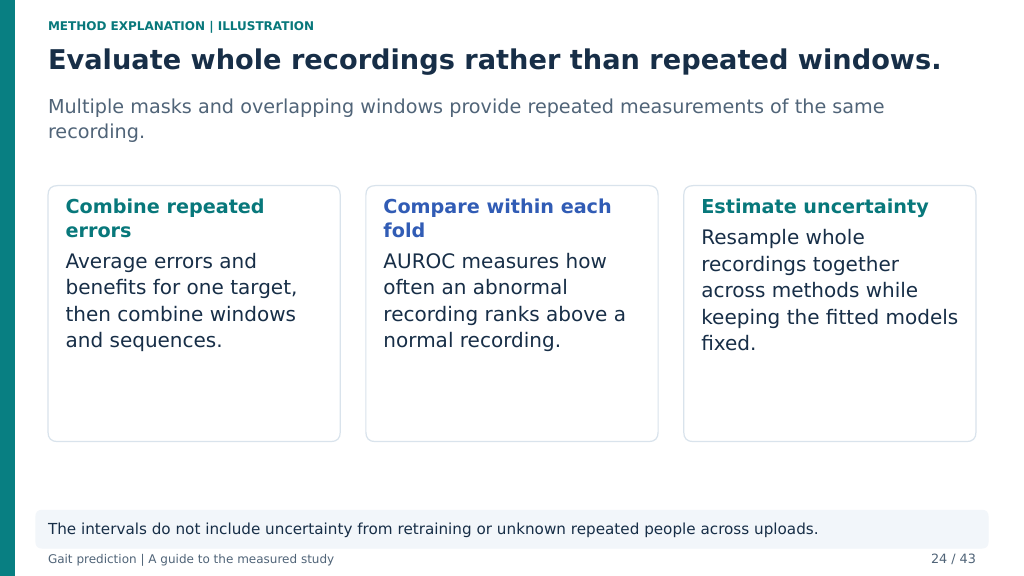 METHOD EXPLANATION | ILLUSTRATION
Evaluate whole recordings rather than repeated windows.
Multiple masks and overlapping windows provide repeated measurements of the same
recording.
Combine repeated
errors
Average errors and
benefits for one target,
then combine windows
and sequences.
Compare within each
fold
AUROC measures how
often an abnormal
recording ranks above a
normal recording.
Estimate uncertainty
Resample whole
recordings together
across methods while
keeping the fitted models
fixed.
The intervals do not include uncertainty from retraining or unknown repeated people across uploads.
Gait prediction | A guide to the measured study
24 / 43